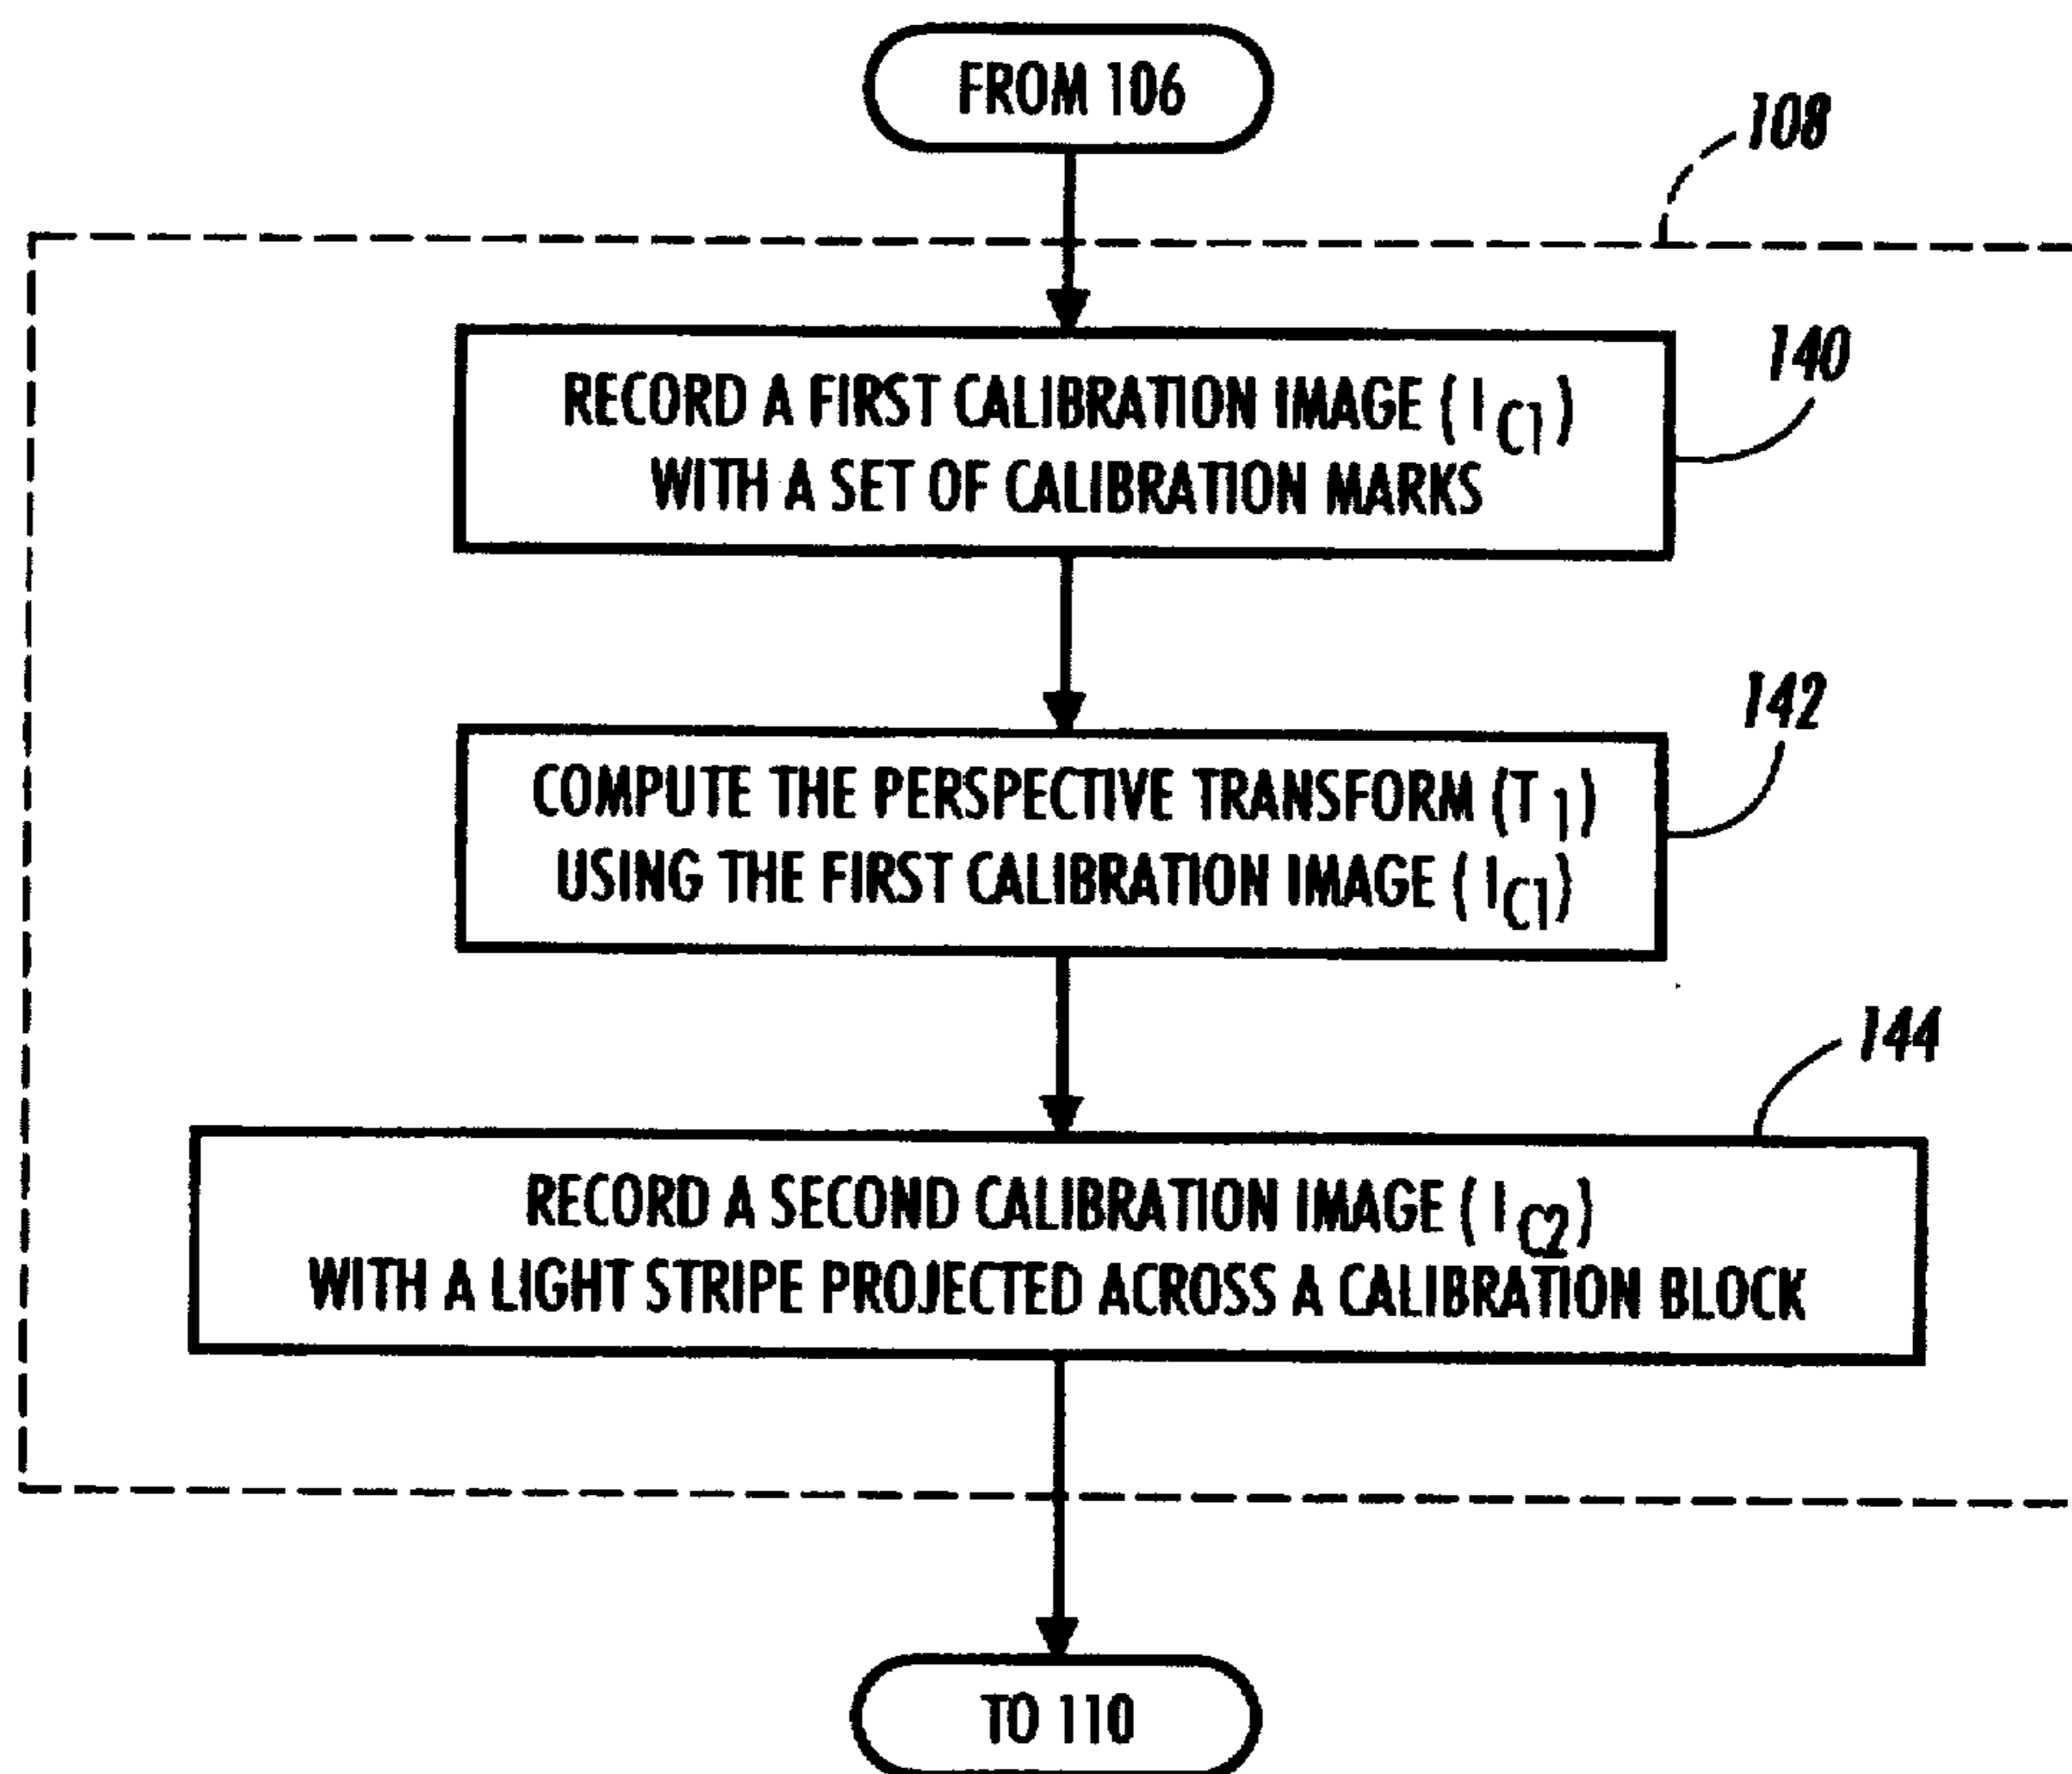 FROM 106
108
RECORD A FIRST CALIBRATION IMAGE (I C1)
WITH A SET OF CALIBRATION MARKS
140
COMPUTE THE PERSPECTIVE TRANSFORM (T 1)
USING THE FIRST CALIBRATION IMAGE (I C1)
142
RECORD A SECOND CALIBRATION IMAGE (I C2)
WITH A LIGHT STRIPE PROJECTED ACROSS A CALIBRATION BLOCK
144
TO 110